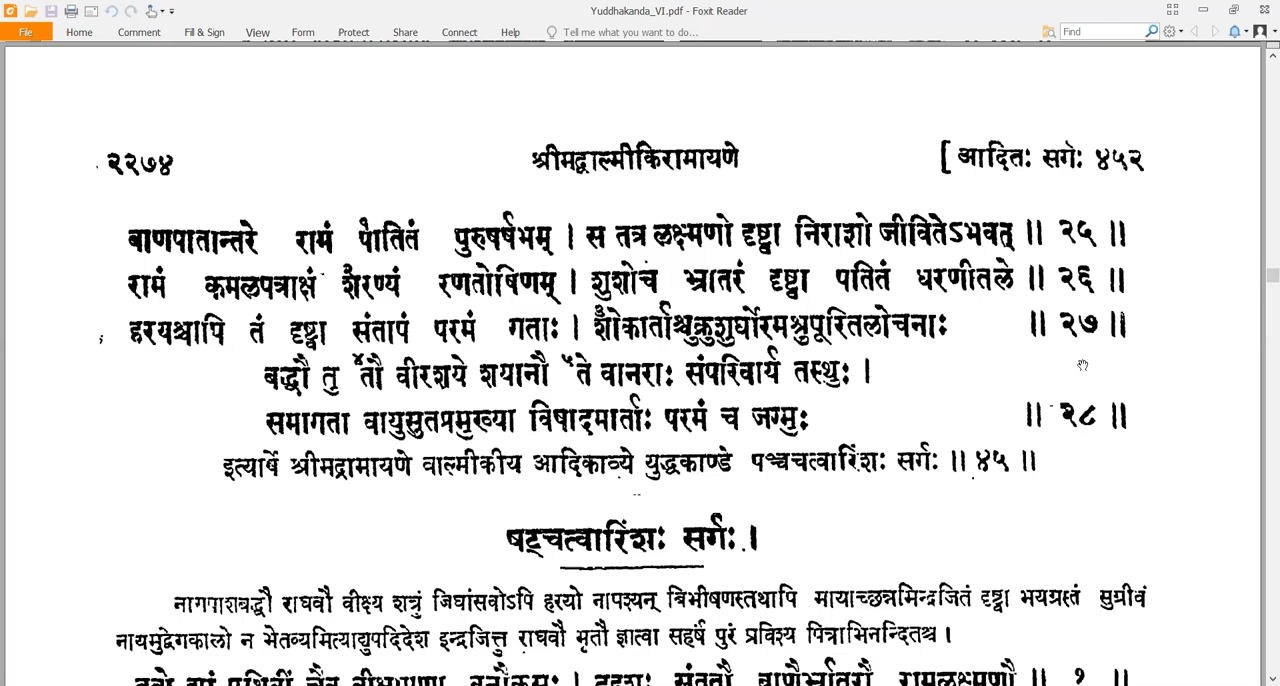 Yuddhakanda_VI.pdf - Foxit Reader
File Home Comment Fill & Sign View Form Protect Share Connect Help Tell me what you want to do... Find
२२७४ श्रीमद्वाल्मीकिरामायणे [ आदितः सर्गः ४५२
बाणपातान्तरे रामं पातितं पुरुषर्षभम् । स तत्र लक्ष्मणो दृष्ट्वा निराशो जीवितेऽभवत् ॥ २५ ॥
रामं कमलपत्राक्षं शरण्यं रणतोषिणम् । शुशोच भ्रातरं दृष्ट्वा पतितं धरणीतले ॥ २६ ॥
हरयश्चापि तं दृष्ट्वा संतापं परमं गताः । शोकार्ताश्चुक्रुशुर्घोरमश्रुपूरितलोचनाः ॥ २७ ॥
बद्धौ तु ४तौ वीरशये शयानौ ५ते वानराः संपरिवार्य तस्थुः ।
समागता वायुसुतप्रमुख्या विषादमार्ताः परमं च जग्मुः ॥ २८ ॥
इत्यार्षे श्रीमद्रामायणे वाल्मीकीय आदिकाव्ये युद्धकाण्डे पञ्चचत्वारिंशः सर्गः ॥ ४५ ॥
षट्चत्वारिंशः सर्गः ।
नागपाशबद्धौ राघवौ वीक्ष्य शत्रुं जिघांसवोऽपि हरयो नापश्यन् बिभीषणस्तथापि मायाच्छन्नमिन्द्रजितं दृष्ट्वा भयग्रस्तं सुग्रीवं
नायमुद्वेगकालो न भेतव्यमित्याद्युपदिदेश इन्द्रजित्तु राघवौ मृतौ ज्ञात्वा सहर्षं पुरं प्रविश्य पित्राभिनन्दितश्च ।